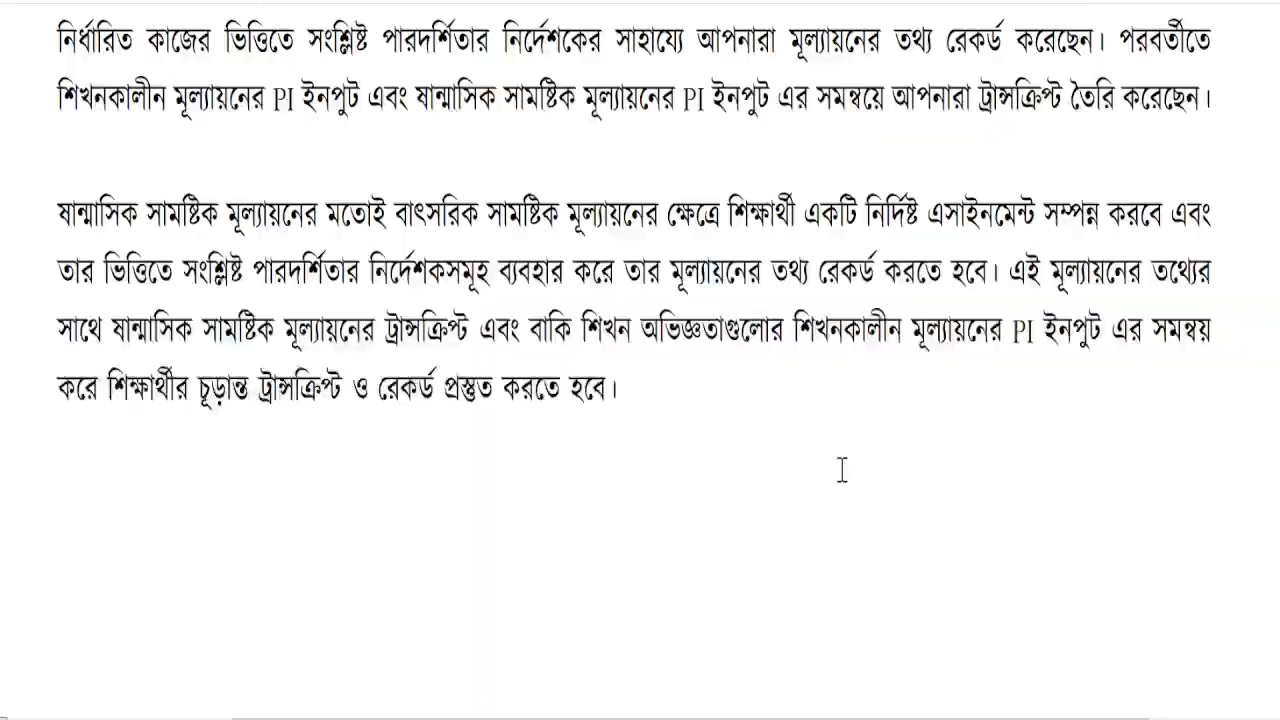 নির্ধারিত কাজের ভিত্তিতে সংশ্লিষ্ট পারদর্শিতার নির্দেশকের সাহায্যে আপনারা মূল্যায়নের তথ্য রেকর্ড করেছেন। পরবর্তীতে
শিখনকালীন মূল্যায়নের PI ইনপুট এবং ষান্মাসিক সামষ্টিক মূল্যায়নের PI ইনপুট এর সমন্বয়ে আপনারা ট্রান্সক্রিপ্ট তৈরি করেছেন।
ষান্মাসিক সামষ্টিক মূল্যায়নের মতোই বাৎসরিক সামষ্টিক মূল্যায়নের ক্ষেত্রে শিক্ষার্থী একটি নির্দিষ্ট এসাইনমেন্ট সম্পন্ন করবে এবং
তার ভিত্তিতে সংশ্লিষ্ট পারদর্শিতার নির্দেশকসমূহ ব্যবহার করে তার মূল্যায়নের তথ্য রেকর্ড করতে হবে। এই মূল্যায়নের তথ্যের
সাথে ষান্মাসিক সামষ্টিক মূল্যায়নের ট্রান্সক্রিপ্ট এবং বাকি শিখন অভিজ্ঞতাগুলোর শিখনকালীন মূল্যায়নের PI ইনপুট এর সমন্বয়
করে শিক্ষার্থীর চূড়ান্ত ট্রান্সক্রিপ্ট ও রেকর্ড প্রস্তুত করতে হবে।